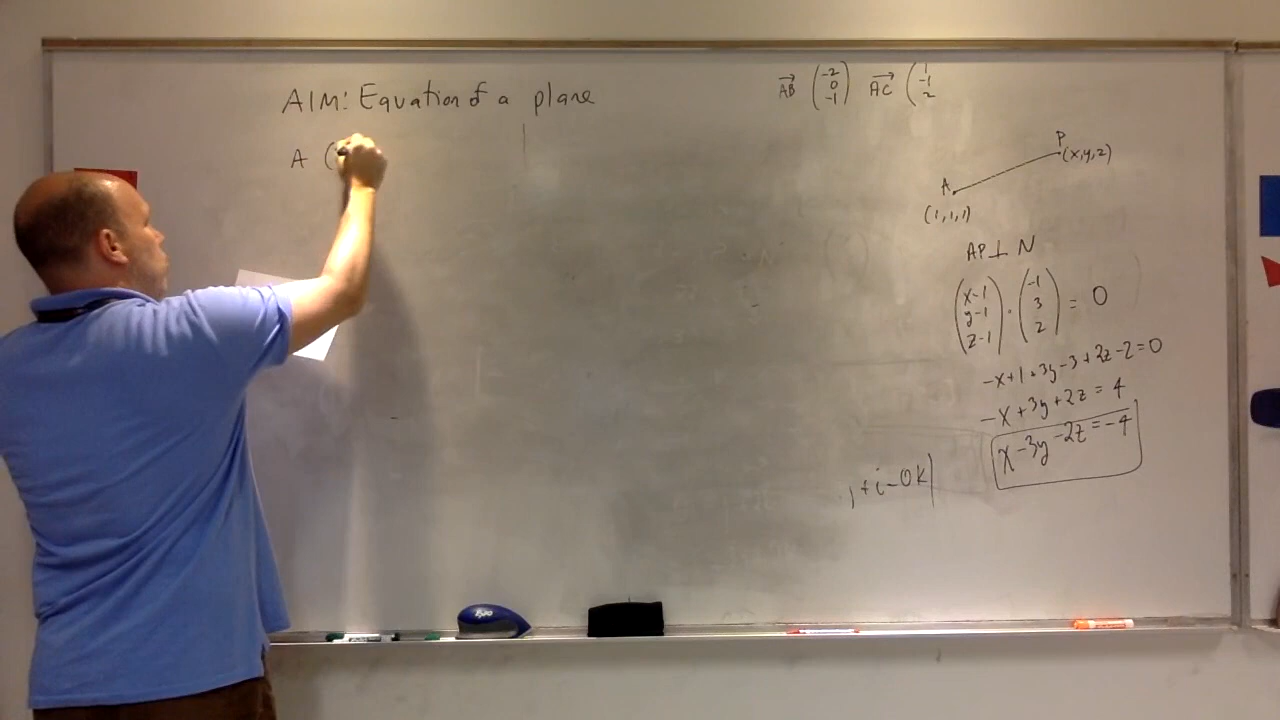 AIM: Equation of a plane
A (
AB (-2 0 -1) AC (1 -1 2
P
(x,y,z)
A
(1,1,1)
AP⊥ N
(x-1 y-1 z-1) · (-1 3 2) = 0
-x+1+3y-3+2z-2=0
-x+3y+2z=4
x-3y-2z=-4
+i-0k|